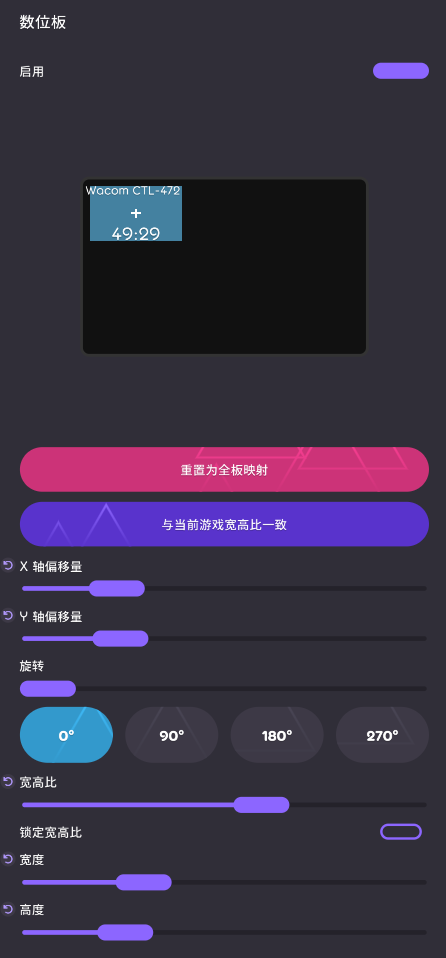 数位板
启用
Wacom CTL-472
49:29
重置为全板映射
与当前游戏宽高比一致
X 轴偏移量
Y 轴偏移量
旋转
0° 90° 180° 270°
宽高比
锁定宽高比
宽度
高度